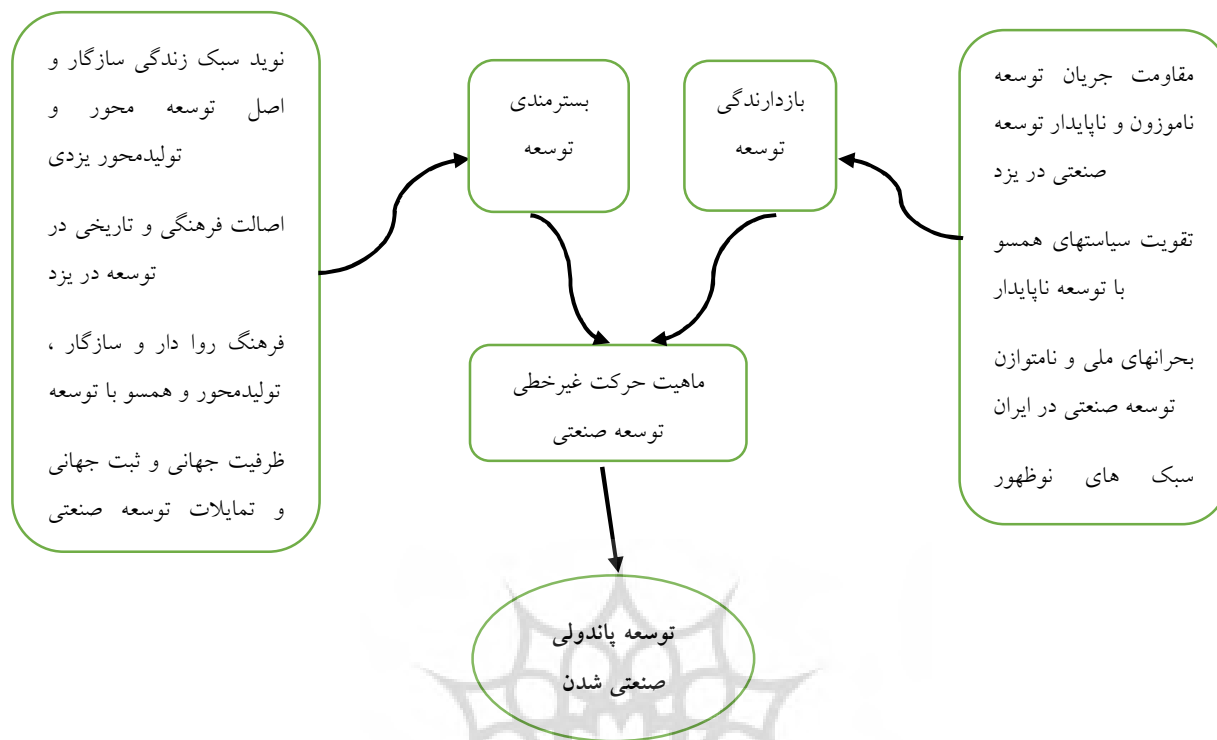 مقاومت جریان توسعه
ناموزون و ناپایدار توسعه
صنعتی در یزد
تقویت سیاستهای همسو
با توسعه ناپایدار
بحرانهای ملی و نامتوازن
توسعه صنعتی در ایران
سبک های نوظهور
بازدارندگی
توسعه
بسترمندی
توسعه
نوید سبک زندگی سازگار و
اصل توسعه محور و
تولیدمحور یزدی
اصالت فرهنگی و تاریخی در
توسعه در یزد
فرهنگ روا دار و سازگار ،
تولیدمحور و همسو با توسعه
ظرفیت جهانی و ثبت جهانی
و تمایلات توسعه صنعتی
ماهیت حرکت غیرخطی
توسعه صنعتی
توسعه پاندولی
صنعتی شدن